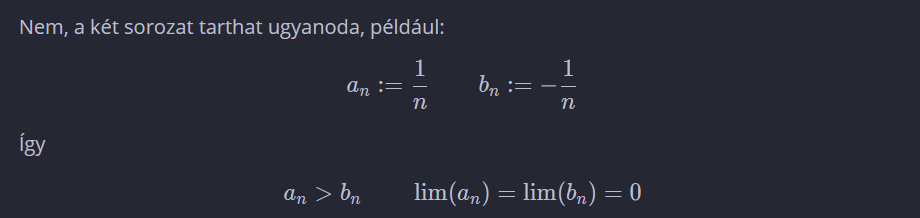 Nem, a két sorozat tarthat ugyanoda, például:
aₙ := 1/n bₙ := −1/n
Így
aₙ > bₙ lim(aₙ) = lim(bₙ) = 0